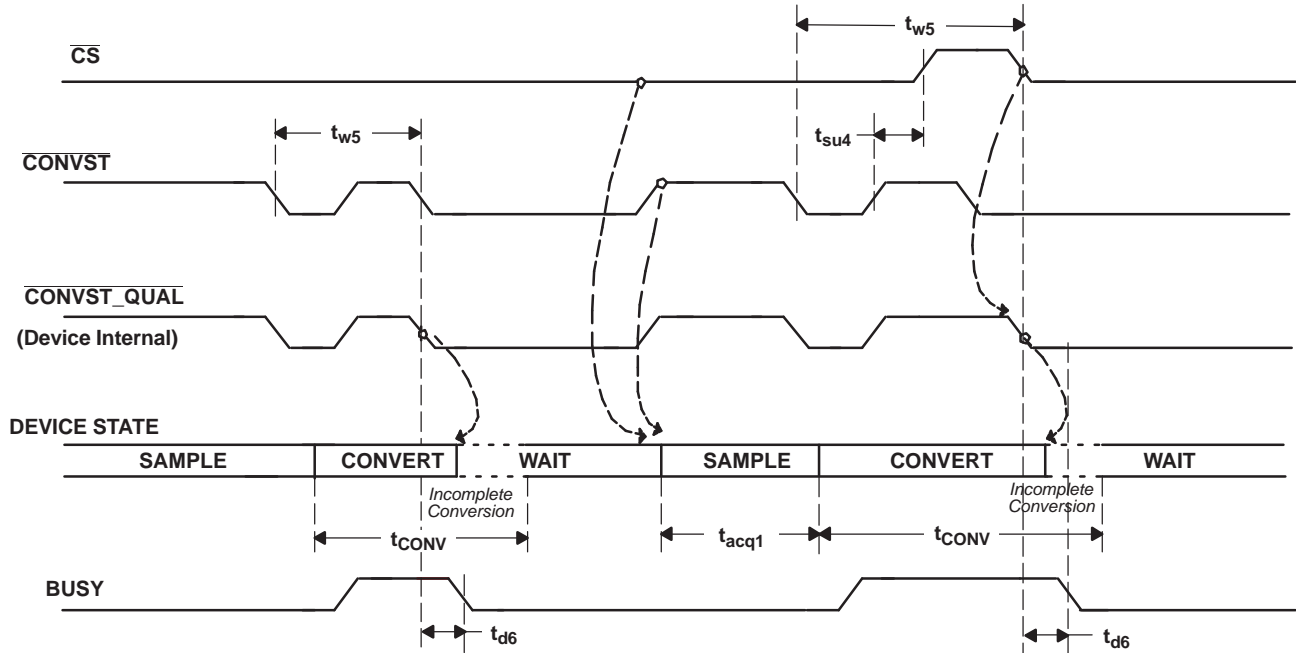 tw5
CS
tw5
tsu4
CONVST
CONVST_QUAL
(Device Internal)
DEVICE STATE
SAMPLE CONVERT WAIT SAMPLE CONVERT WAIT
Incomplete
Conversion
Incomplete
Conversion
tCONV tacq1 tCONV
BUSY
td6 td6